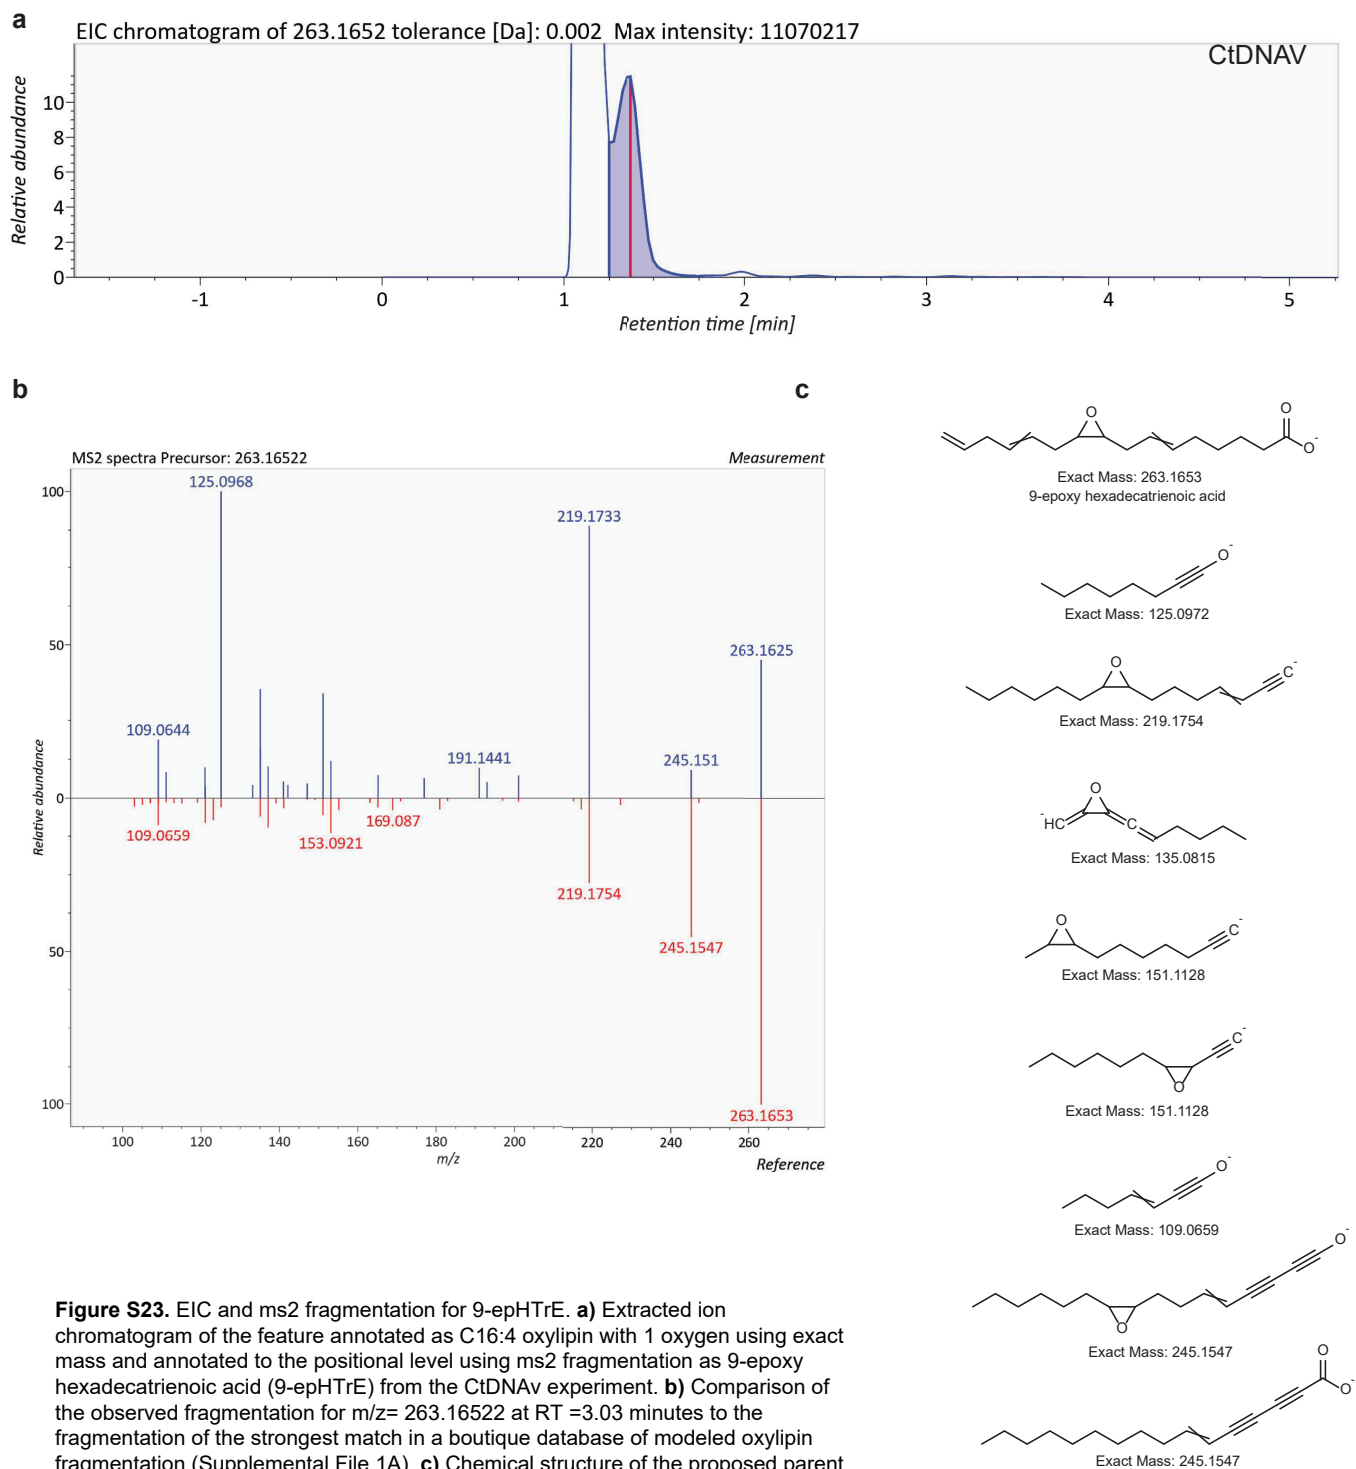 a
EIC chromatogram of 263.1652 tolerance [Da]: 0.002 Max intensity: 11070217
CtDNAV
Relative abundance
10
8
6
4
2
0
-1
0
1
2
3
4
5
Retention time [min]
b
c
MS2 spectra Precursor: 263.16522
Measurement
125.0968
219.1733
263.1625
109.0644
191.1441
245.151
109.0659
153.0921
169.087
219.1754
245.1547
263.1653
100
50
0
50
100
Relative abundance
100
120
140
160
180
200
220
240
260
m/z
Reference
O
O
O-
Exact Mass: 263.1653
9-epoxy hexadecatrienoic acid
O-
Exact Mass: 125.0972
O
C-
Exact Mass: 219.1754
O
-HC
C
Exact Mass: 135.0815
O
C-
Exact Mass: 151.1128
C-
O
Exact Mass: 151.1128
O-
Exact Mass: 109.0659
O-
O
Exact Mass: 245.1547
O
O-
Exact Mass: 245.1547
Figure S23. EIC and ms2 fragmentation for 9-epHTrE. a) Extracted ion
chromatogram of the feature annotated as C16:4 oxylipin with 1 oxygen using exact
mass and annotated to the positional level using ms2 fragmentation as 9-epoxy
hexadecatrienoic acid (9-epHTrE) from the CtDNAv experiment. b) Comparison of
the observed fragmentation for m/z= 263.16522 at RT =3.03 minutes to the
fragmentation of the strongest match in a boutique database of modeled oxylipin
fragmentation (Supplemental File 1A). c) Chemical structure of the proposed parent